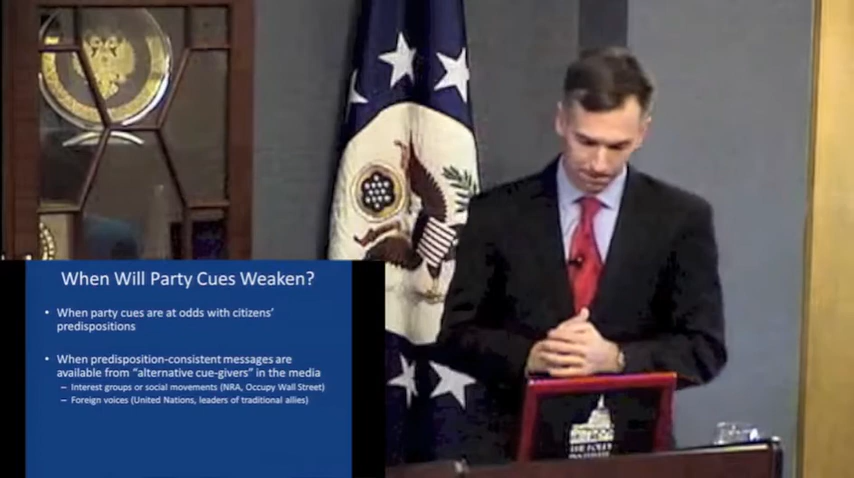 When Will Party Cues Weaken?
• When party cues are at odds with citizens'
predispositions
• When predisposition-consistent messages are
available from "alternative cue-givers" in the media
– Interest groups or social movements (NRA, Occupy Wall Street)
– Foreign voices (United Nations, leaders of traditional allies)